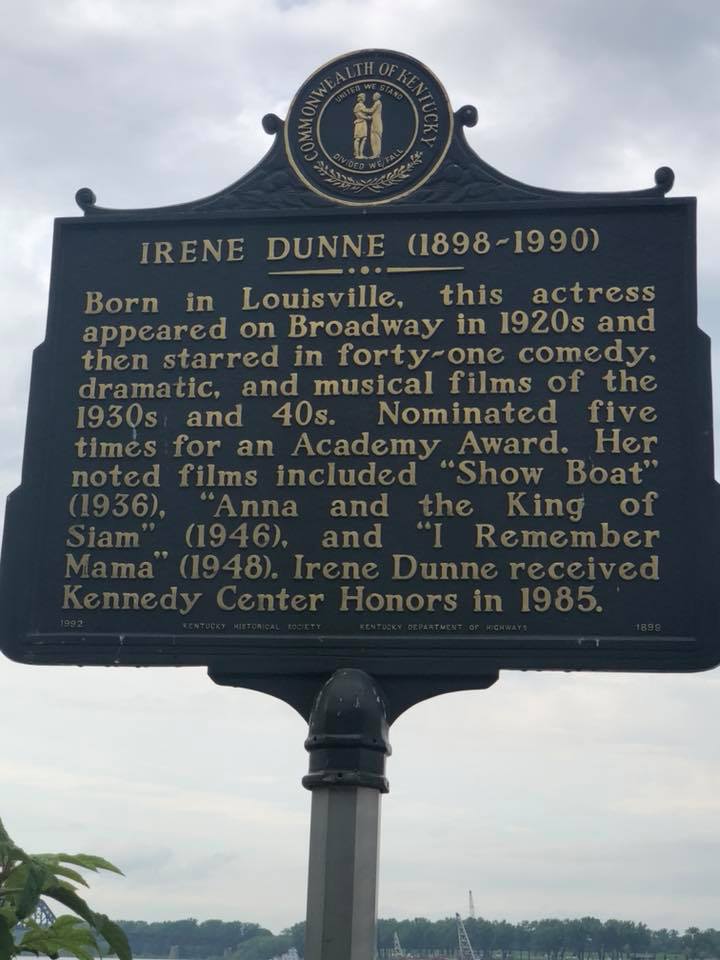 COMMONWEALTH OF KENTUCKY
UNITED WE STAND
DIVIDED WE FALL
IRENE DUNNE (1898-1990)
Born in Louisville, this actress
appeared on Broadway in 1920s and
then starred in forty-one comedy,
dramatic, and musical films of the
1930s and 40s. Nominated five
times for an Academy Award. Her
noted films included "Show Boat"
(1936), "Anna and the King of
Siam" (1946), and "I Remember
Mama" (1948). Irene Dunne received
Kennedy Center Honors in 1985.
1992 KENTUCKY HISTORICAL SOCIETY KENTUCKY DEPARTMENT OF HIGHWAYS 1899